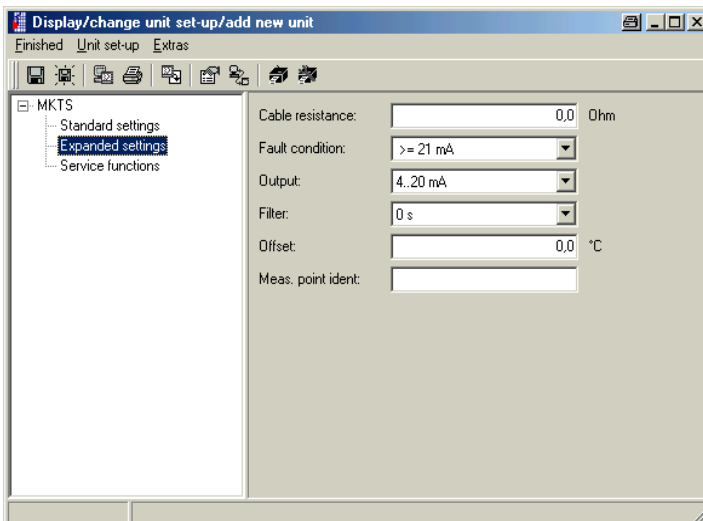 Display/change unit set-up/add new unit
Finished Unit set-up Extras
MKTS
Standard settings
Expanded settings
Service functions
Cable resistance: 0,0 Ohm
Fault condition: >= 21 mA
Output: 4..20 mA
Filter: 0 s
Offset: 0,0 °C
Meas. point ident: